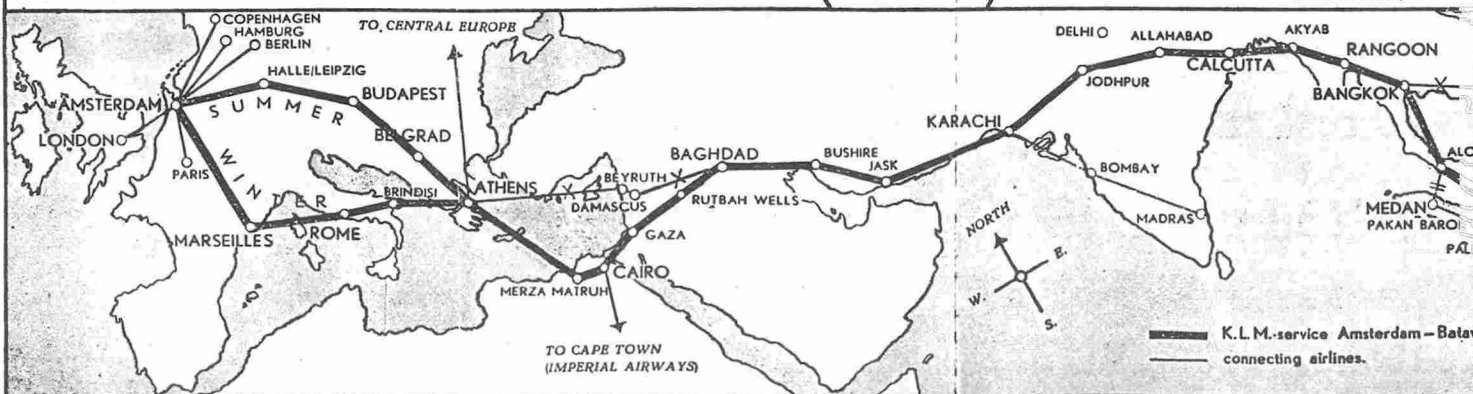 COPENHAGEN
HAMBURG
BERLIN
TO CENTRAL EUROPE
HALLE/LEIPZIG
AMSTERDAM
SUMMER
BUDAPEST
LONDON
BELGRAD
PARIS
WINTER
BRINDISI
ATHENS
MARSEILLES
ROME
BEYRUTH
DAMASCUS
BAGHDAD
RUTBAH WELLS
GAZA
CAIRO
MERZA MATRUH
TO CAPE TOWN
(IMPERIAL AIRWAYS)
BUSHIRE
JASK
KARACHI
DELHI
JODHPUR
ALLAHABAD
CALCUTTA
AKYAB
RANGOON
BANGKOK
BOMBAY
MADRAS
ALO
MEDAN
PAKAN BARO
PAL
NORTH
E.
W.
S.
K.L.M.-service Amsterdam–Batav
connecting airlines.